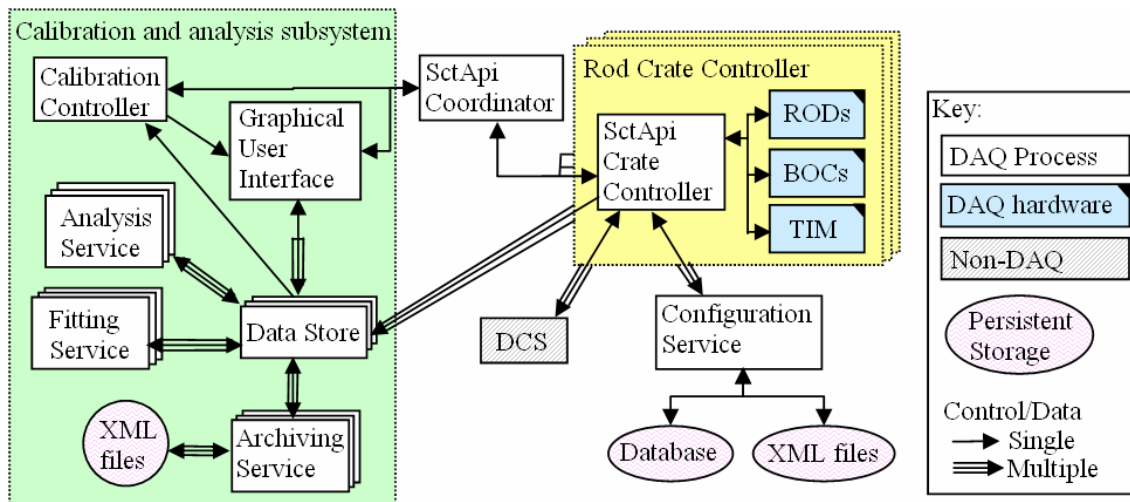 Calibration and analysis subsystem
Calibration
Controller
Graphical
User
Interface
Analysis
Service
Fitting
Service
Data Store
XML
files
Archiving
Service
SctApi
Coordinator
Rod Crate Controller
SctApi
Crate
Controller
RODs
BOCs
TIM
DCS
Configuration
Service
Database
XML files
Key:
DAQ Process
DAQ hardware
Non-DAQ
Persistent
Storage
Control/Data
Single
Multiple